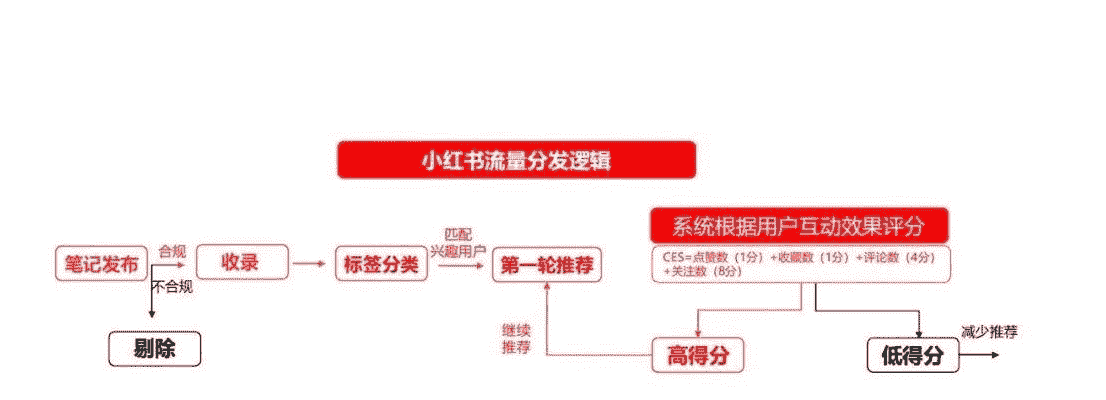 小红书流量分发逻辑
系统根据用户互动效果评分
CES=点赞数（1分）+收藏数（1分）+评论数（4分）
+关注数（8分）
笔记发布
合规
收录
标签分类
匹配
兴趣用户
第一轮推荐
不合规
剔除
继续
推荐
高得分
低得分
减少推荐